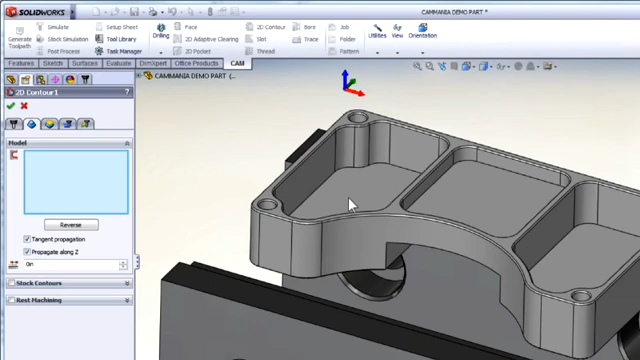 SOLIDWORKS
CAMMANIA DEMO PART *
Generate Toolpath
Simulate
Stock Simulation
Post Process
Setup Sheet
Tool Library
Task Manager
Drilling
Face
2D Adaptive Clearing
2D Pocket
2D Contour
Slot
Thread
Bore
Trace
Job
Folder
Pattern
Utilities
View
Orientation
Features
Sketch
Surfaces
Evaluate
DimXpert
Office Products
CAM
2D Contour1
?
CAMMANIA DEMO PART (...
Model
Reverse
Tangent propagation
Propagate along Z
0in
Stock Contours
Rest Machining